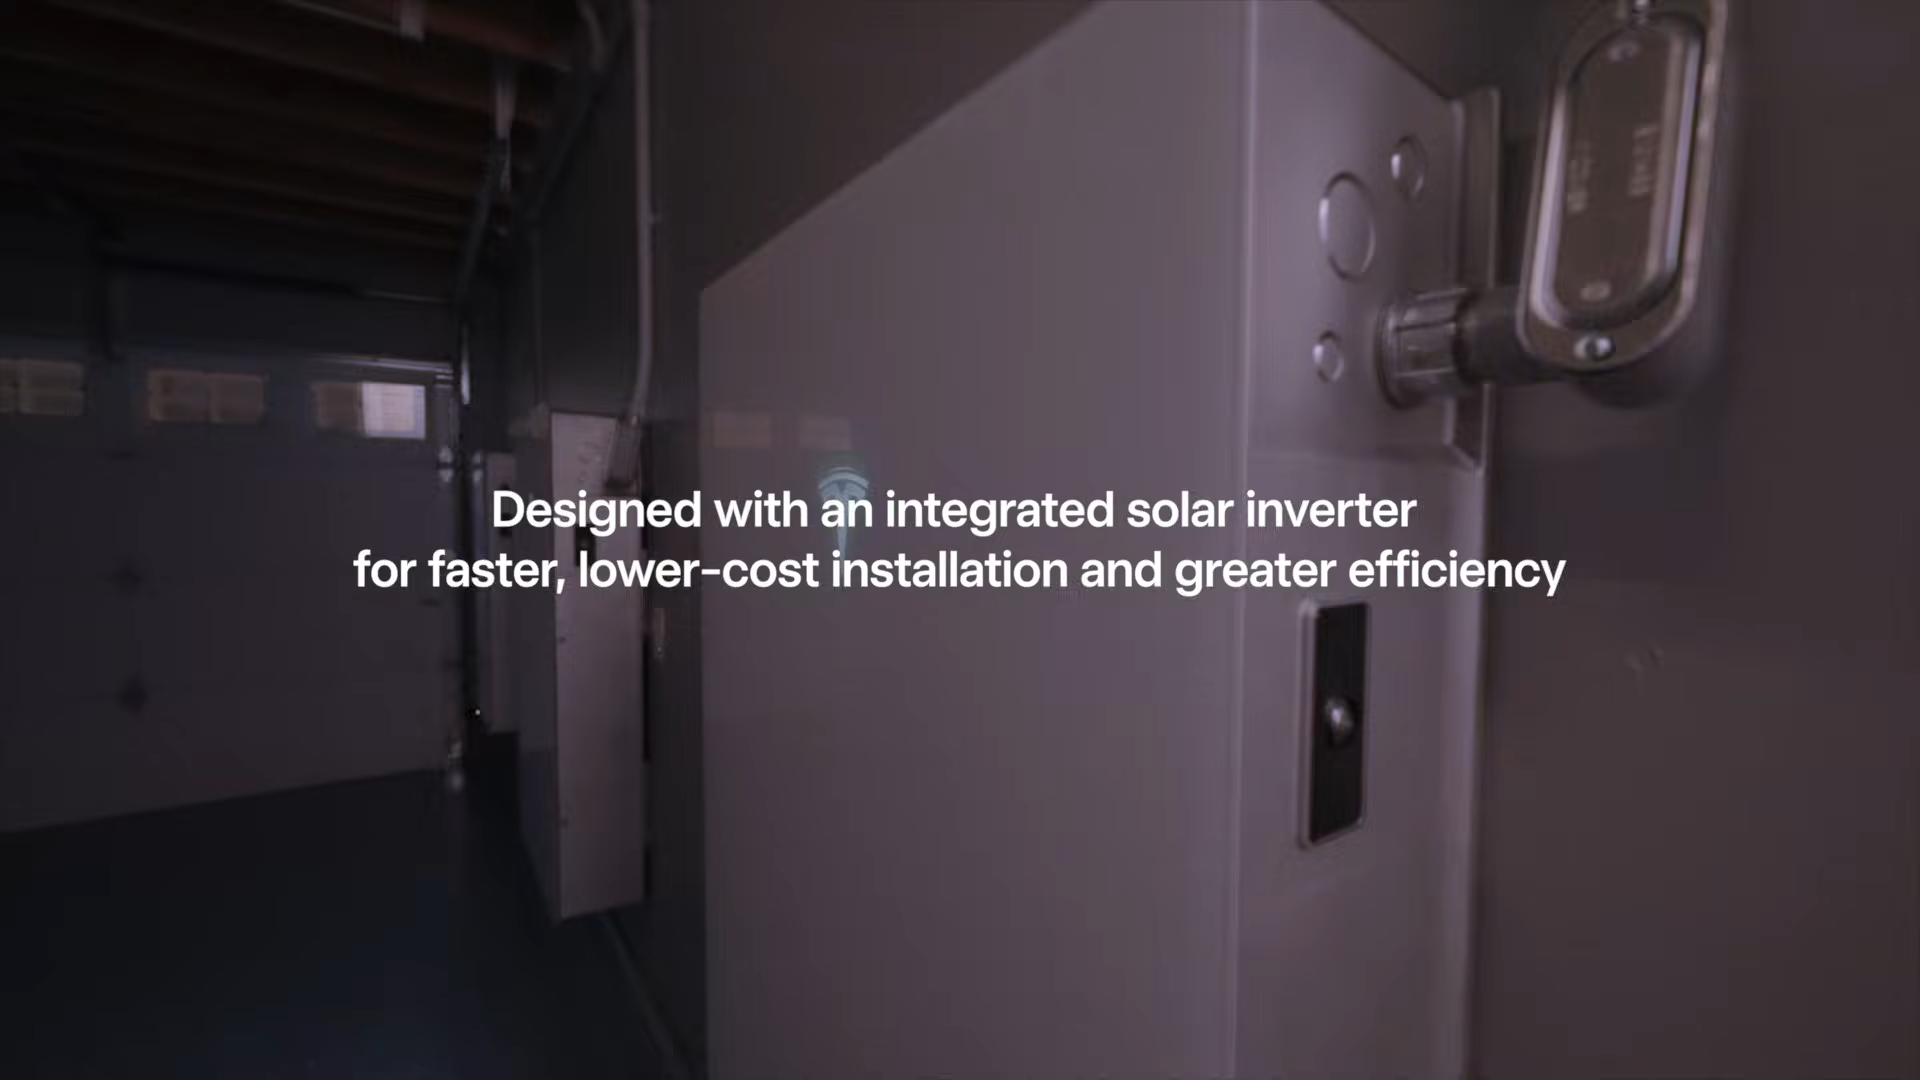 Designed with an integrated solar inverter
for faster, lower-cost installation and greater efficiency